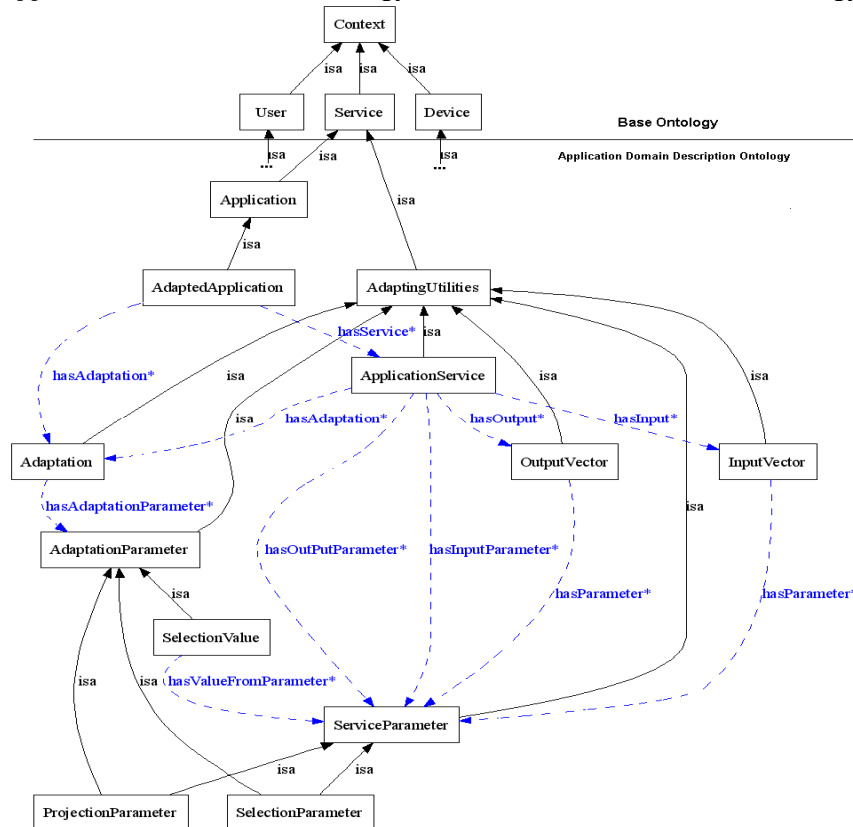 Context
isa
isa
isa
User
Service
Device
Base Ontology
isa
...
isa
isa
...
Application Domain Description Ontology
Application
isa
isa
AdaptedApplication
AdaptingUtilities
hasService*
isa
hasAdaptation*
isa
ApplicationService
isa
isa
isa
hasAdaptation*
hasOutput*
hasInput*
Adaptation
OutputVector
InputVector
hasAdaptationParameter*
isa
AdaptationParameter
hasOutPutParameter*
hasInputParameter*
isa
hasParameter*
hasParameter*
SelectionValue
isa
isa
hasValueFromParameter*
ServiceParameter
isa
isa
ProjectionParameter
SelectionParameter